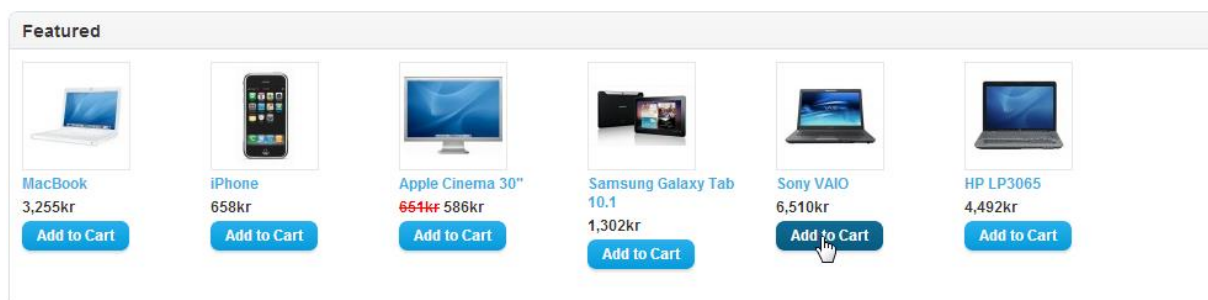 Featured
MacBook
3,255kr
Add to Cart
iPhone
658kr
Add to Cart
Apple Cinema 30"
651kr 586kr
Add to Cart
Samsung Galaxy Tab
10.1
1,302kr
Add to Cart
Sony VAIO
6,510kr
Add to Cart
HP LP3065
4,492kr
Add to Cart